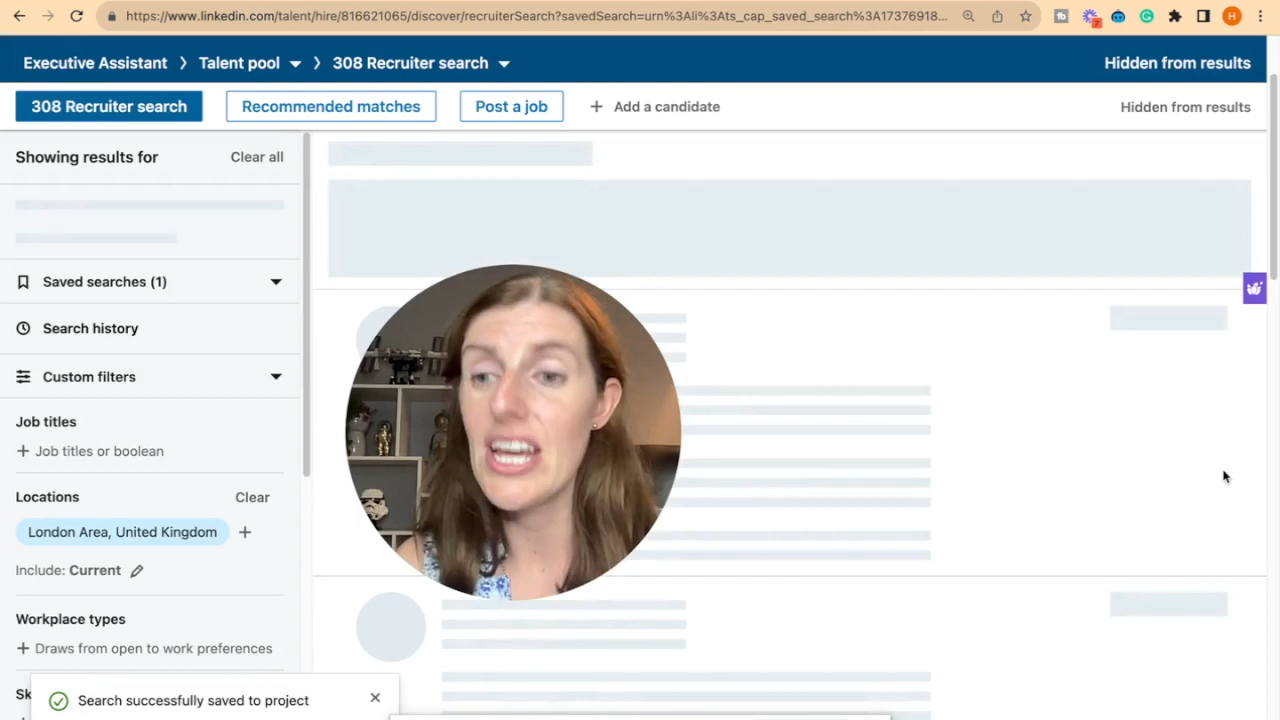 https://www.linkedin.com/talent/hire/816621065/discover/recruiterSearch?savedSearch=urn%3Ali%3Ats_cap_saved_search%3A17376918...
7
H
Executive Assistant > Talent pool > 308 Recruiter search
Hidden from results
308 Recruiter search
Recommended matches
Post a job
+ Add a candidate
Hidden from results
Showing results for
Clear all
Saved searches (1)
Search history
Custom filters
Job titles
+ Job titles or boolean
Locations
Clear
London Area, United Kingdom +
Include: Current
Workplace types
+ Draws from open to work preferences
Sk
Search successfully saved to project